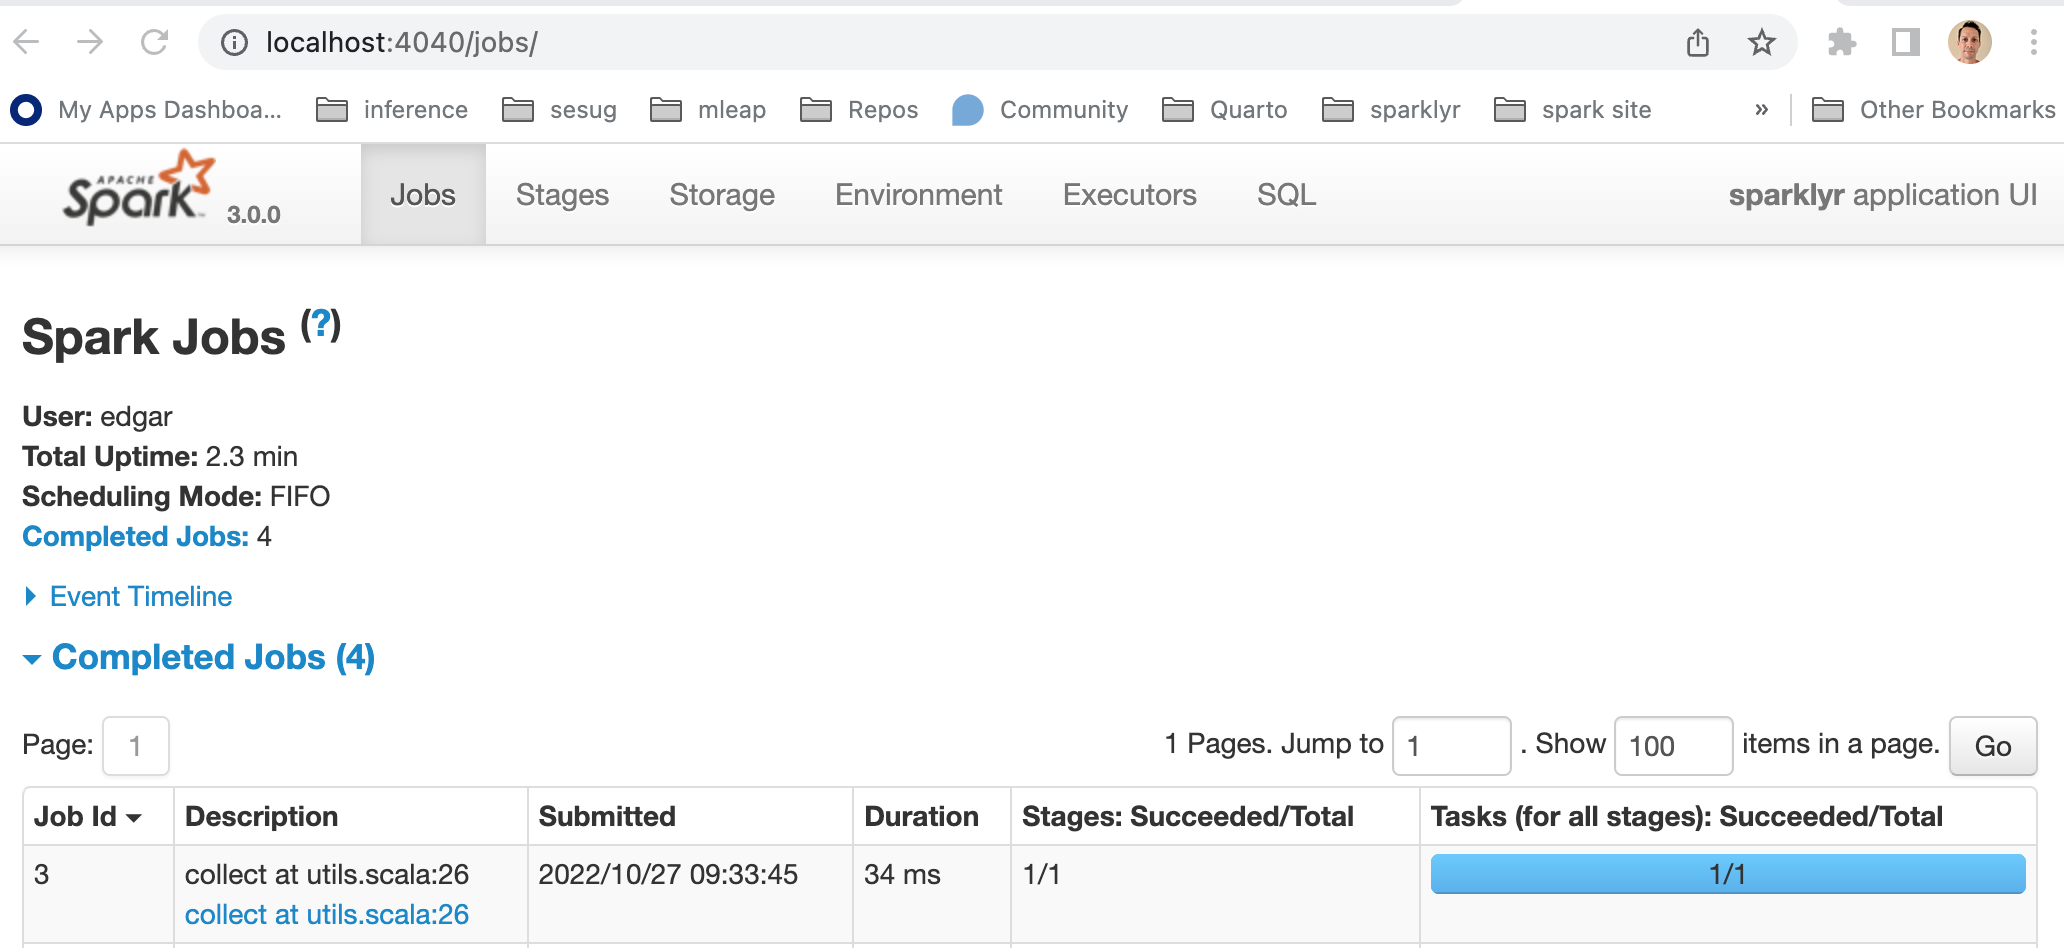 localhost:4040/jobs/
My Apps Dashboa... inference sesug mleap Repos Community Quarto sparklyr spark site » Other Bookmarks
APACHE Spark™ 3.0.0 Jobs Stages Storage Environment Executors SQL sparklyr application UI
Spark Jobs (?)
User: edgar
Total Uptime: 2.3 min
Scheduling Mode: FIFO
Completed Jobs: 4
Event Timeline
Completed Jobs (4)
Page: 1 1 Pages. Jump to 1 . Show 100 items in a page. Go
Job Id Description Submitted Duration Stages: Succeeded/Total Tasks (for all stages): Succeeded/Total
3 collect at utils.scala:26 2022/10/27 09:33:45 34 ms 1/1 1/1
collect at utils.scala:26